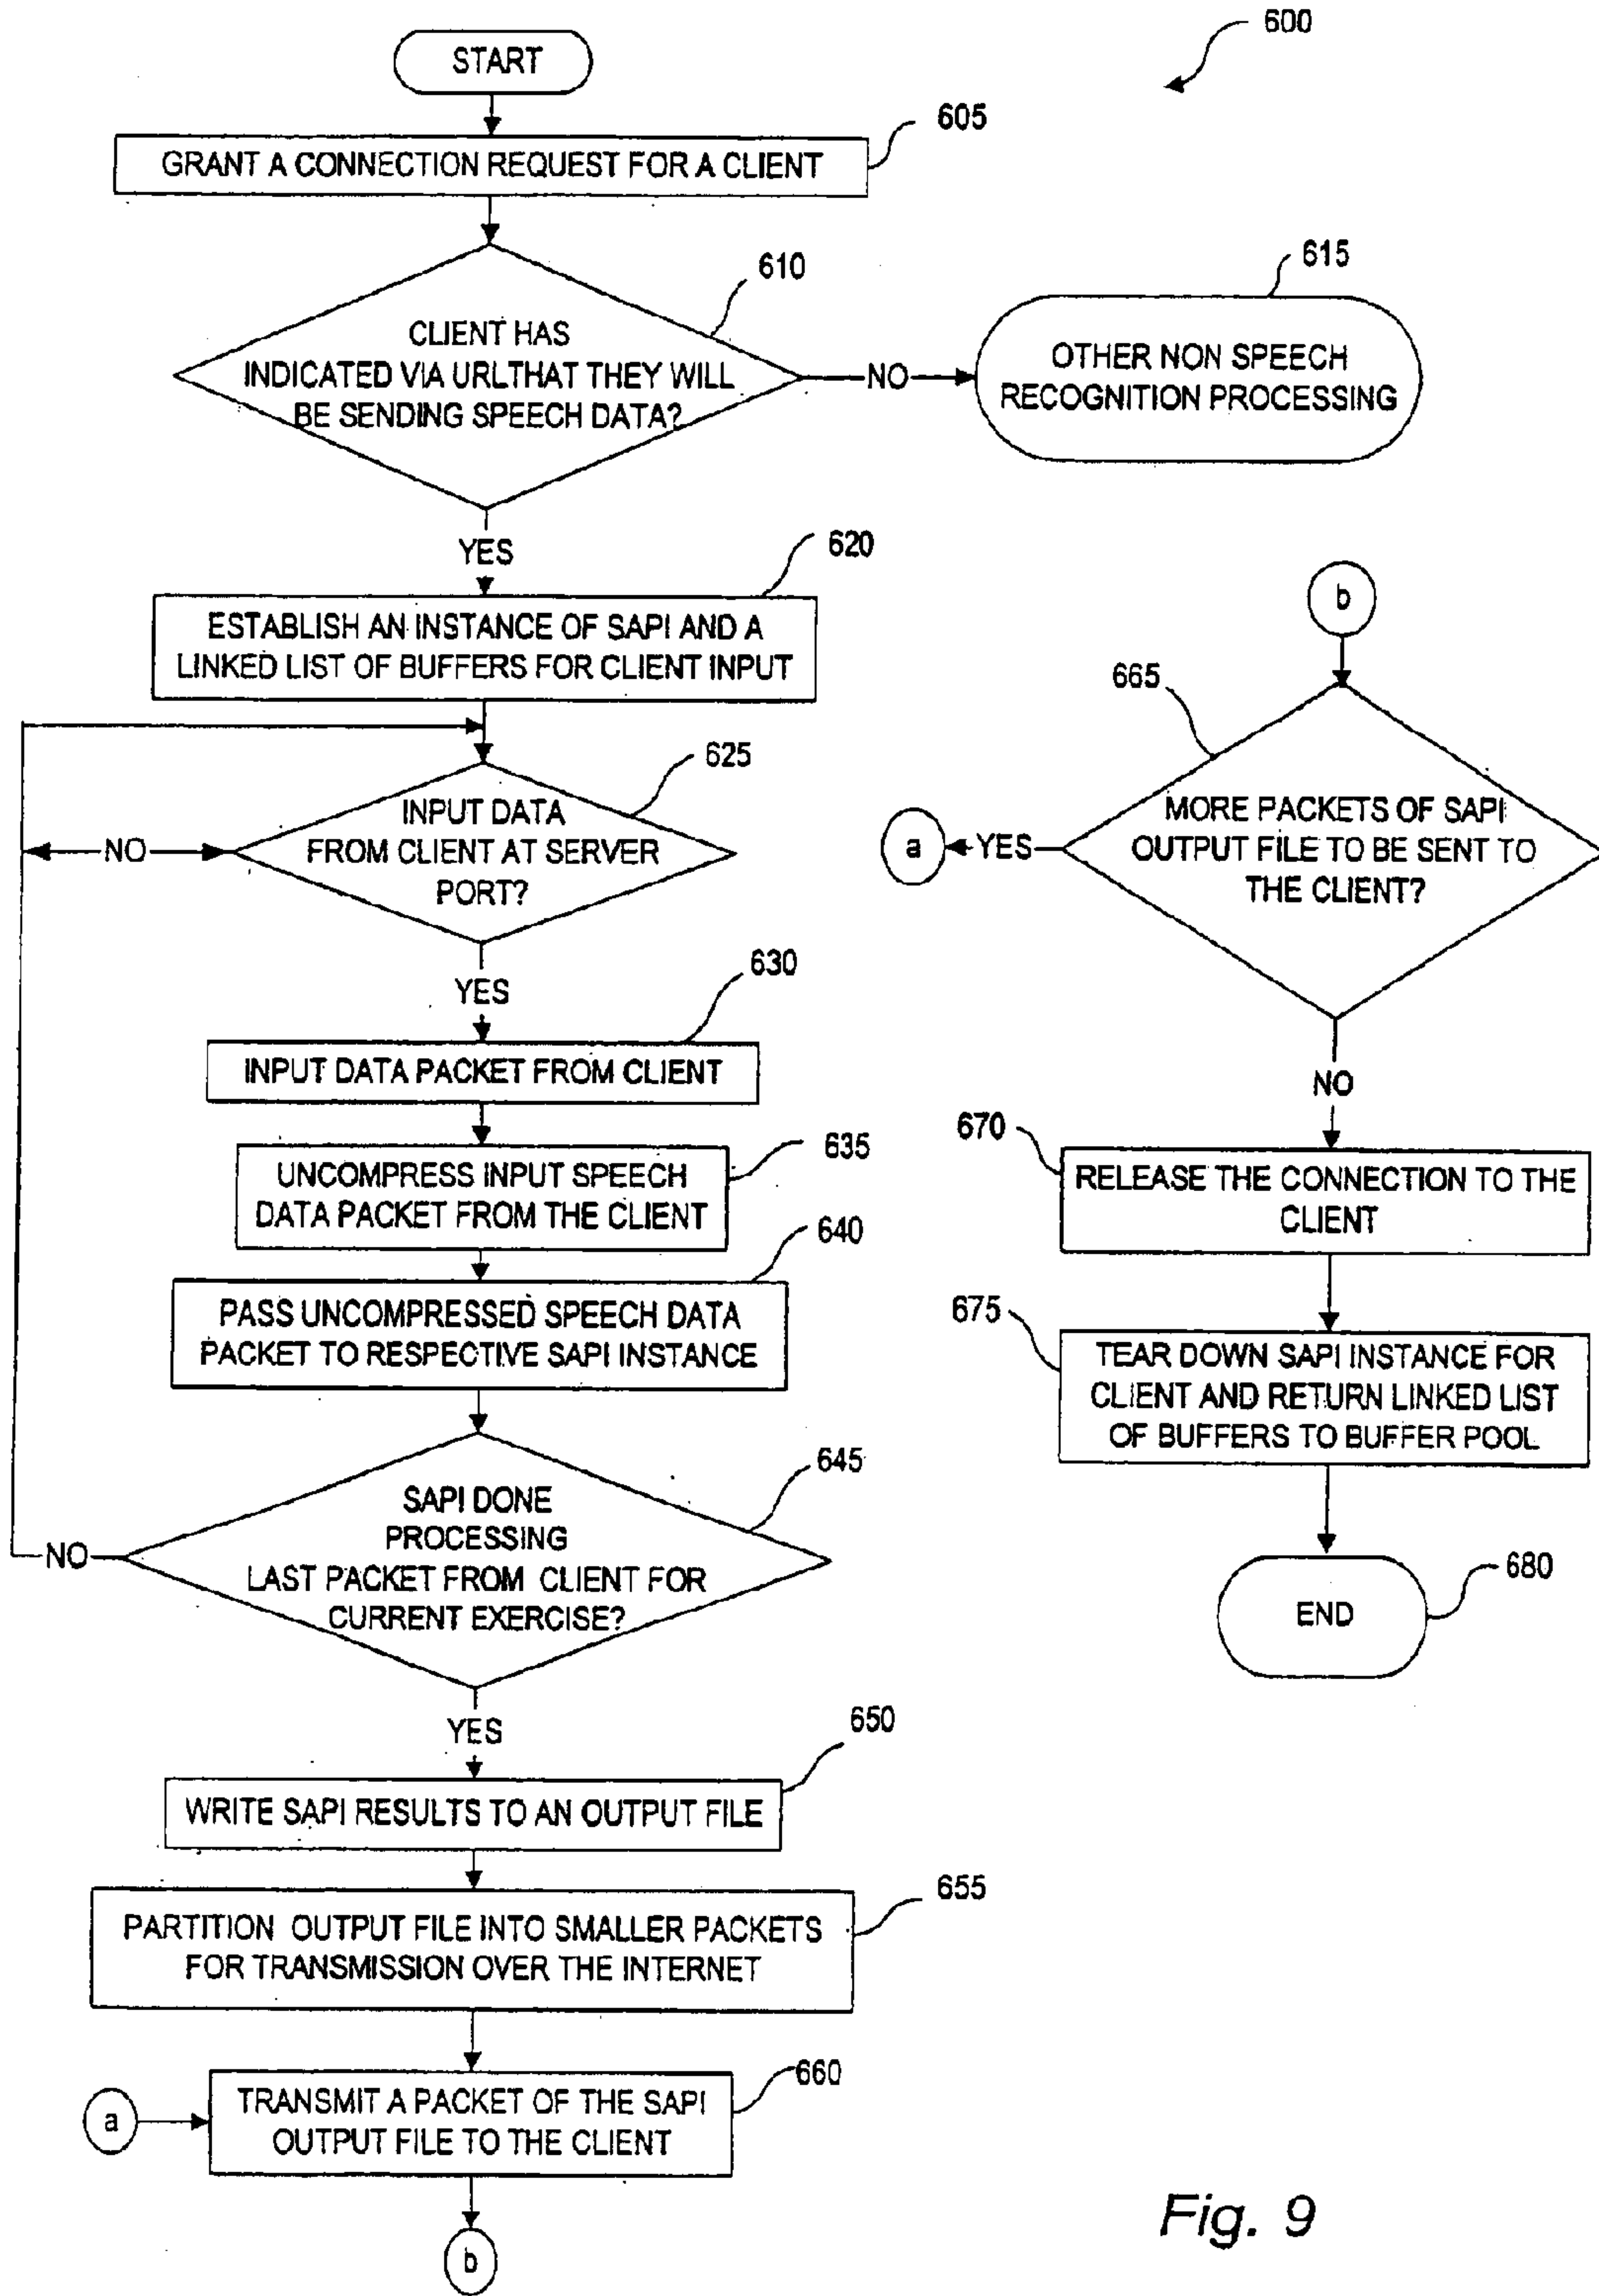 600
START
605
GRANT A CONNECTION REQUEST FOR A CLIENT
610
CLIENT HAS
INDICATED VIA URLTHAT THEY WILL
BE SENDING SPEECH DATA?
NO
615
OTHER NON SPEECH
RECOGNITION PROCESSING
YES
620
ESTABLISH AN INSTANCE OF SAPI AND A
LINKED LIST OF BUFFERS FOR CLIENT INPUT
625
INPUT DATA
FROM CLIENT AT SERVER
PORT?
NO
YES
630
INPUT DATA PACKET FROM CLIENT
635
UNCOMPRESS INPUT SPEECH
DATA PACKET FROM THE CLIENT
640
PASS UNCOMPRESSED SPEECH DATA
PACKET TO RESPECTIVE SAPI INSTANCE
645
SAPI DONE
PROCESSING
LAST PACKET FROM CLIENT FOR
CURRENT EXERCISE?
NO
YES
650
WRITE SAPI RESULTS TO AN OUTPUT FILE
655
PARTITION OUTPUT FILE INTO SMALLER PACKETS
FOR TRANSMISSION OVER THE INTERNET
660
a
TRANSMIT A PACKET OF THE SAPI
OUTPUT FILE TO THE CLIENT
b
b
665
MORE PACKETS OF SAPI
OUTPUT FILE TO BE SENT TO
THE CLIENT?
YES
a
NO
670
RELEASE THE CONNECTION TO THE
CLIENT
675
TEAR DOWN SAPI INSTANCE FOR
CLIENT AND RETURN LINKED LIST
OF BUFFERS TO BUFFER POOL
680
END
Fig. 9